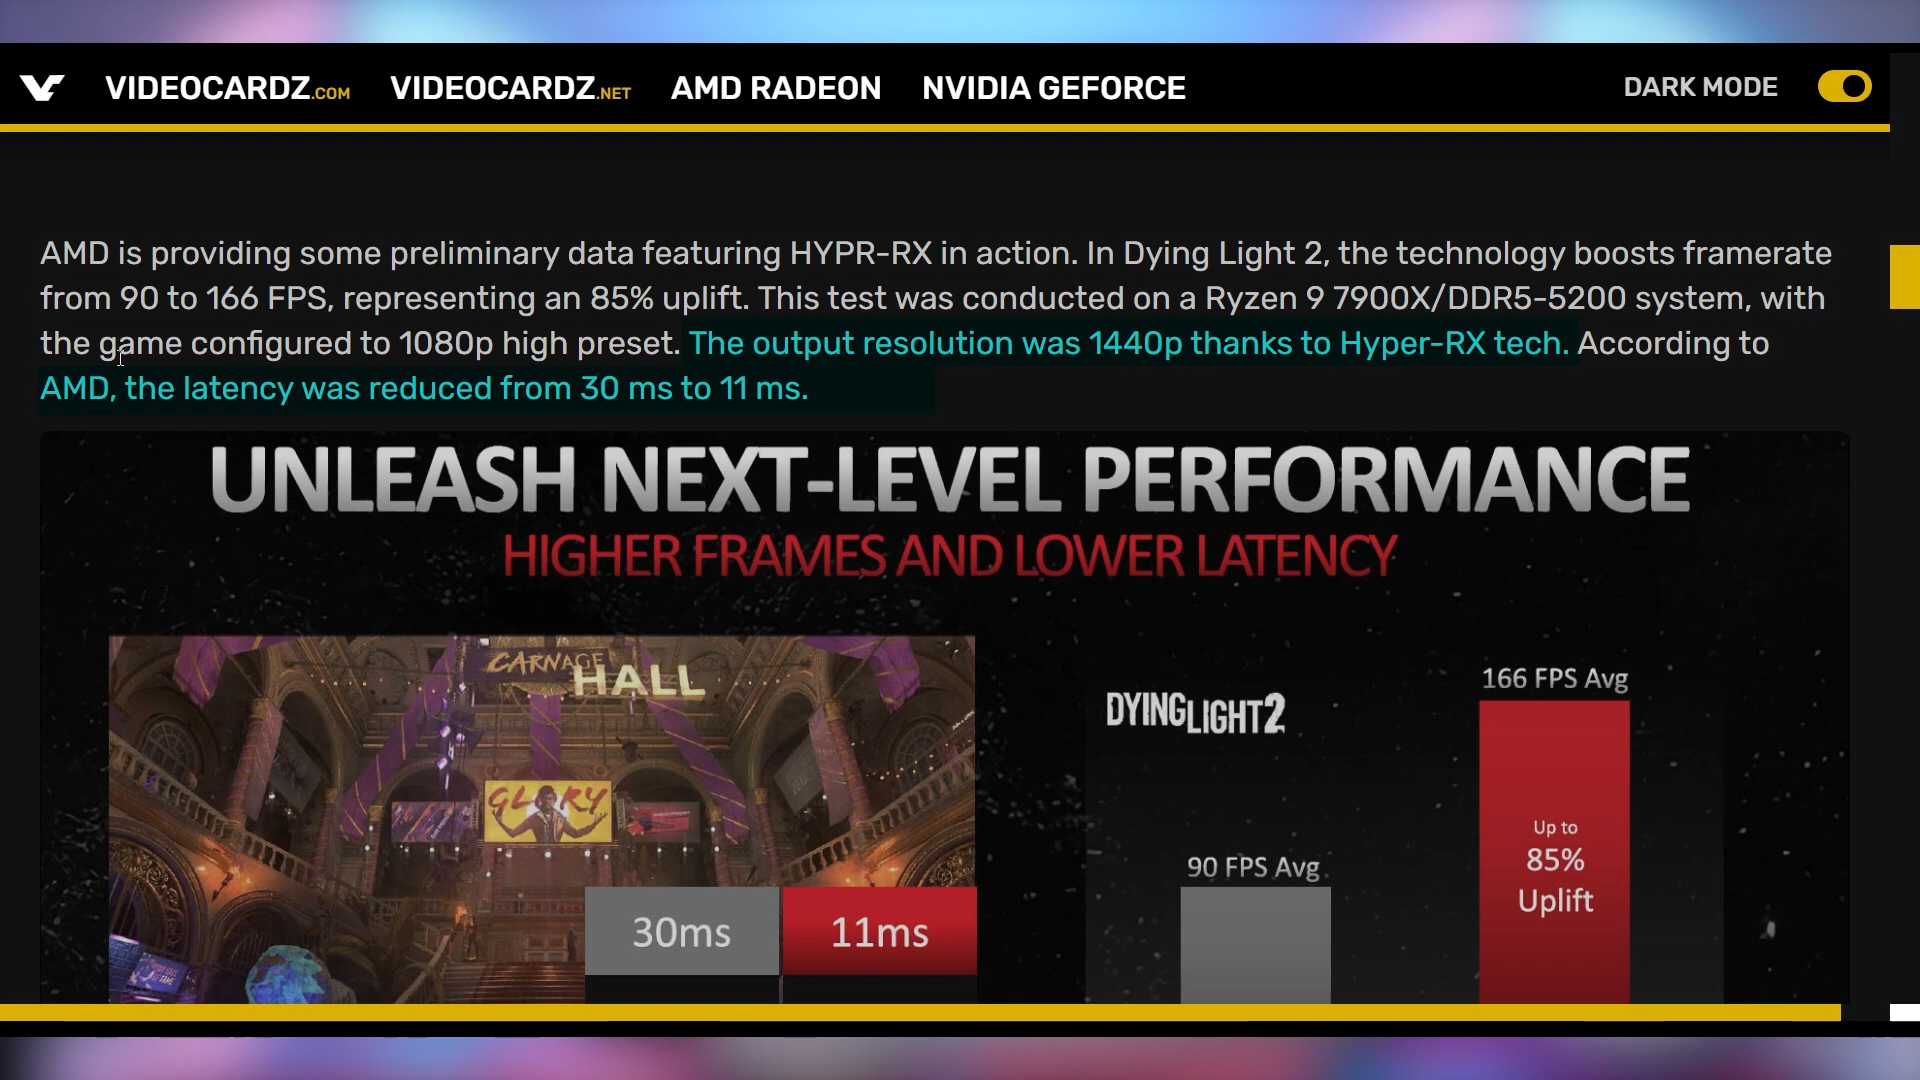 VIDEOCARDZ.COM VIDEOCARDZ.NET AMD RADEON NVIDIA GEFORCE DARK MODE
AMD is providing some preliminary data featuring HYPR-RX in action. In Dying Light 2, the technology boosts framerate
from 90 to 166 FPS, representing an 85% uplift. This test was conducted on a Ryzen 9 7900X/DDR5-5200 system, with
the game configured to 1080p high preset. The output resolution was 1440p thanks to Hyper-RX tech. According to
AMD, the latency was reduced from 30 ms to 11 ms.
UNLEASH NEXT-LEVEL PERFORMANCE
HIGHER FRAMES AND LOWER LATENCY
CARNAGE
HALL
GLORY
30ms
11ms
DYING LIGHT 2
90 FPS Avg
166 FPS Avg
Up to
85%
Uplift